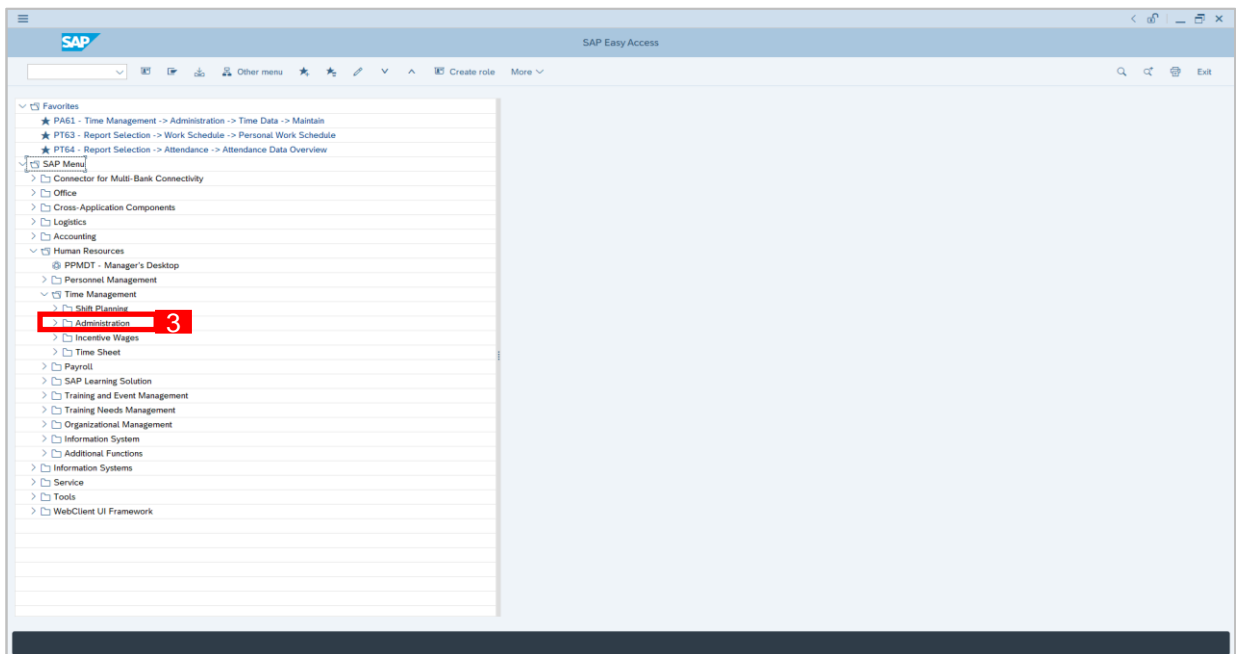 SAP
SAP Easy Access
Other menu
Create role
More
Exit
Favorites
PA61 - Time Management -> Administration -> Time Data -> Maintain
PT63 - Report Selection -> Work Schedule -> Personal Work Schedule
PT64 - Report Selection -> Attendance -> Attendance Data Overview
SAP Menu
Connector for Multi-Bank Connectivity
Office
Cross-Application Components
Logistics
Accounting
Human Resources
PPMDT - Manager's Desktop
Personnel Management
Time Management
Shift Planning
Administration 3
Incentive Wages
Time Sheet
Payroll
SAP Learning Solution
Training and Event Management
Training Needs Management
Organizational Management
Information System
Additional Functions
Information Systems
Service
Tools
WebClient UI Framework